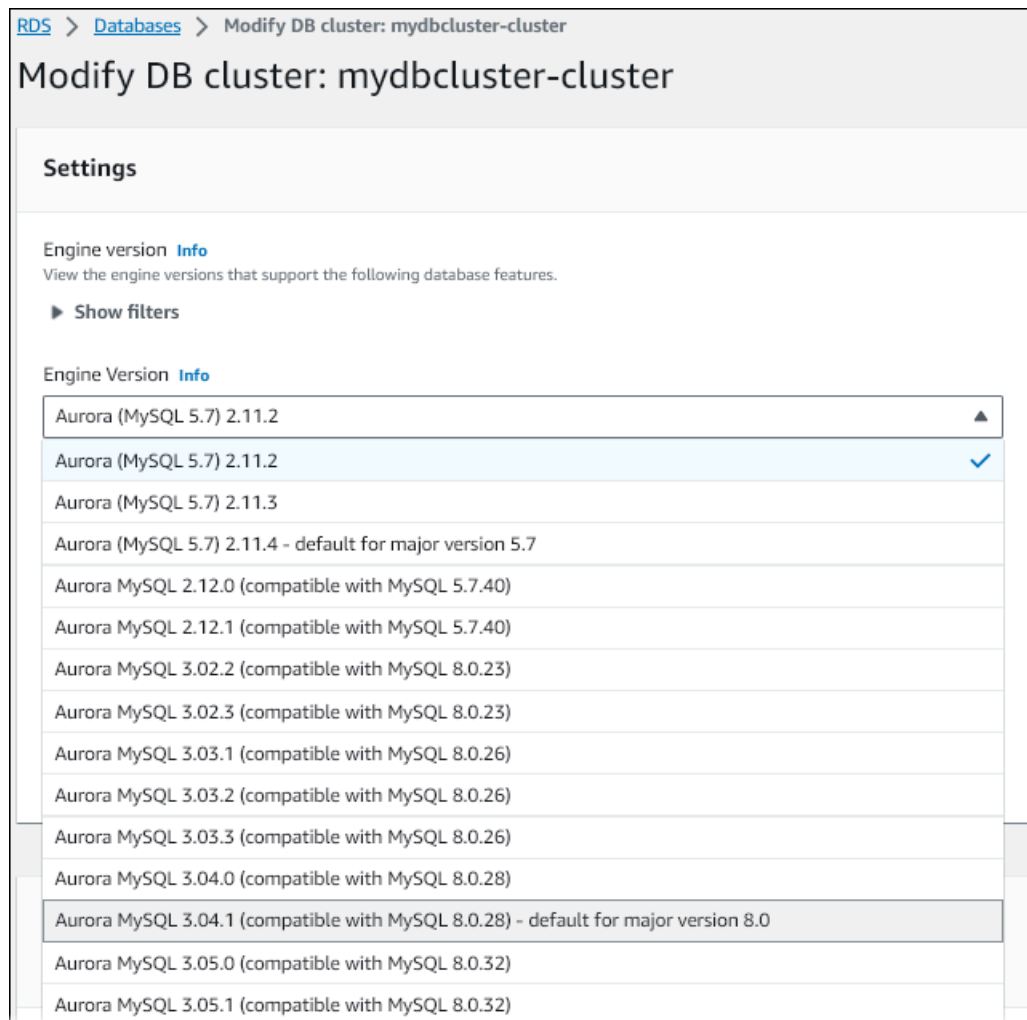 RDS > Databases > Modify DB cluster: mydbcluster-cluster
Modify DB cluster: mydbcluster-cluster
Settings
Engine version Info
View the engine versions that support the following database features.
Show filters
Engine Version Info
Aurora (MySQL 5.7) 2.11.2
Aurora (MySQL 5.7) 2.11.2
Aurora (MySQL 5.7) 2.11.3
Aurora (MySQL 5.7) 2.11.4 - default for major version 5.7
Aurora MySQL 2.12.0 (compatible with MySQL 5.7.40)
Aurora MySQL 2.12.1 (compatible with MySQL 5.7.40)
Aurora MySQL 3.02.2 (compatible with MySQL 8.0.23)
Aurora MySQL 3.02.3 (compatible with MySQL 8.0.23)
Aurora MySQL 3.03.1 (compatible with MySQL 8.0.26)
Aurora MySQL 3.03.2 (compatible with MySQL 8.0.26)
Aurora MySQL 3.03.3 (compatible with MySQL 8.0.26)
Aurora MySQL 3.04.0 (compatible with MySQL 8.0.28)
Aurora MySQL 3.04.1 (compatible with MySQL 8.0.28) - default for major version 8.0
Aurora MySQL 3.05.0 (compatible with MySQL 8.0.32)
Aurora MySQL 3.05.1 (compatible with MySQL 8.0.32)